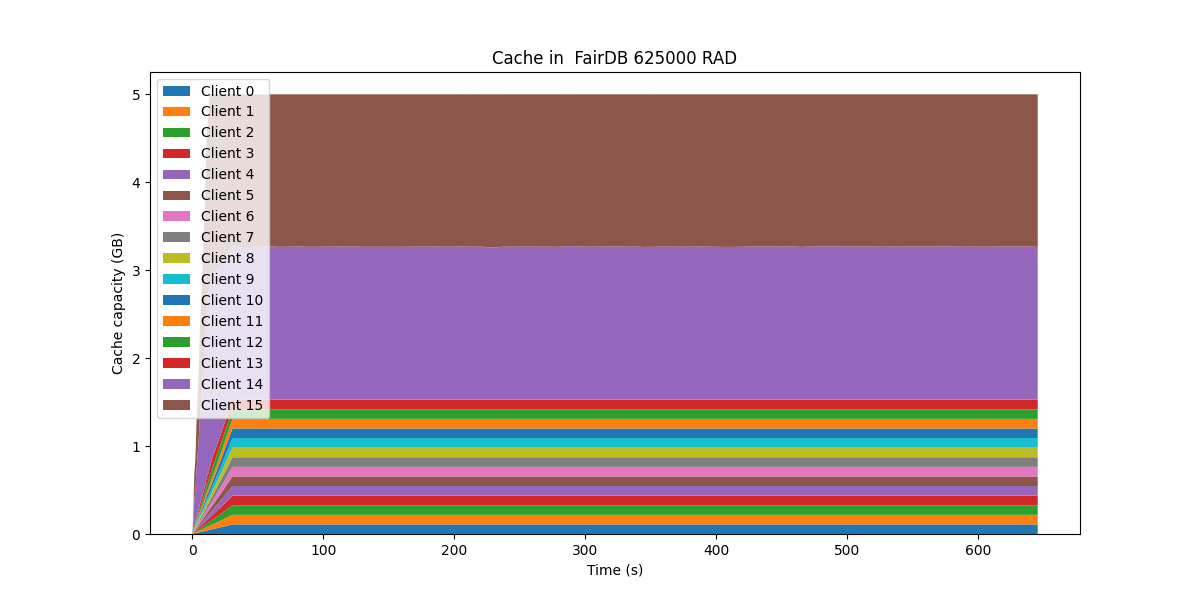 Cache in  FairDB 625000 RAD
Cache capacity (GB)
5
4
3
2
1
0
Client 0
Client 1
Client 2
Client 3
Client 4
Client 5
Client 6
Client 7
Client 8
Client 9
Client 10
Client 11
Client 12
Client 13
Client 14
Client 15
0 100 200 300 400 500 600
Time (s)